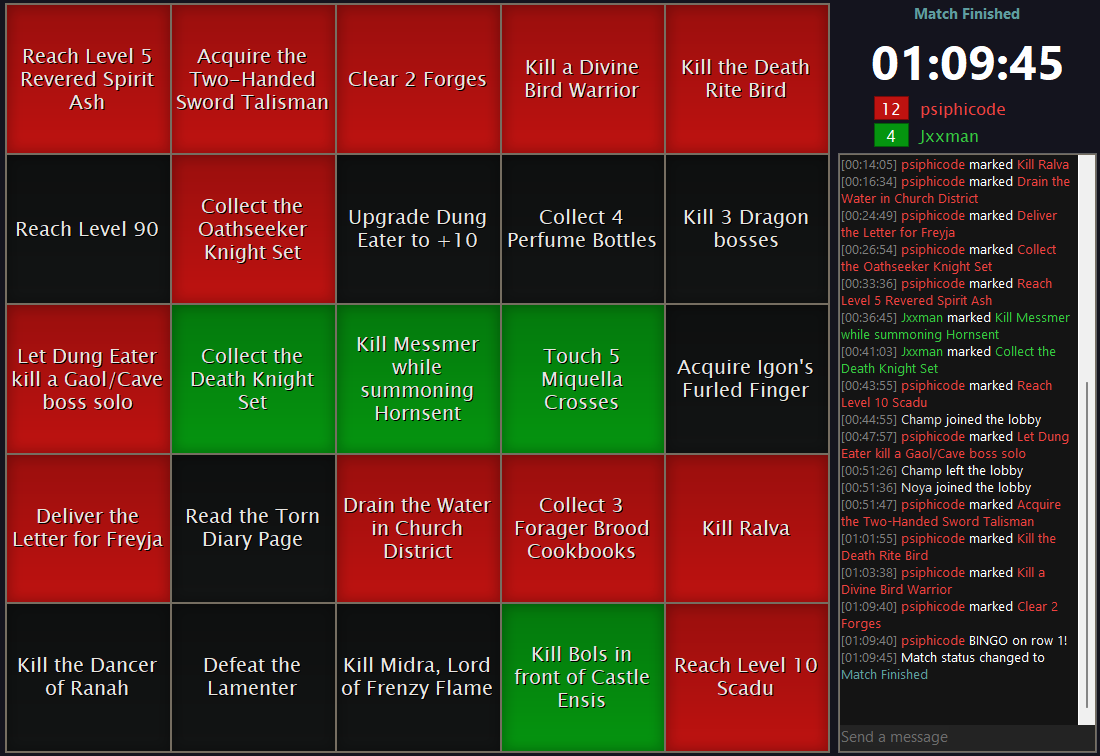 Reach Level 5
Revered Spirit
Ash
Acquire the
Two-Handed
Sword Talisman
Clear 2 Forges
Kill a Divine
Bird Warrior
Kill the Death
Rite Bird
Reach Level 90
Collect the
Oathseeker
Knight Set
Upgrade Dung
Eater to +10
Collect 4
Perfume Bottles
Kill 3 Dragon
bosses
Let Dung Eater
kill a Gaol/Cave
boss solo
Collect the
Death Knight
Set
Kill Messmer
while
summoning
Hornsent
Touch 5
Miquella
Crosses
Acquire Igon's
Furled Finger
Deliver the
Letter for Freyja
Read the Torn
Diary Page
Drain the Water
in Church
District
Collect 3
Forager Brood
Cookbooks
Kill Ralva
Kill the Dancer
of Ranah
Defeat the
Lamenter
Kill Midra, Lord
of Frenzy Flame
Kill Bols in
front of Castle
Ensis
Reach Level 10
Scadu
Match Finished
01:09:45
12 psiphicode
4 Jxxman
[00:14:05] psiphicode marked Kill Ralva
[00:16:34] psiphicode marked Drain the
Water in Church District
[00:24:49] psiphicode marked Deliver
the Letter for Freyja
[00:26:54] psiphicode marked Collect
the Oathseeker Knight Set
[00:33:36] psiphicode marked Reach
Level 5 Revered Spirit Ash
[00:36:45] Jxxman marked Kill Messmer
while summoning Hornsent
[00:41:03] Jxxman marked Collect the
Death Knight Set
[00:43:55] psiphicode marked Reach
Level 10 Scadu
[00:44:55] Champ joined the lobby
[00:47:57] psiphicode marked Let Dung
Eater kill a Gaol/Cave boss solo
[00:51:26] Champ left the lobby
[00:51:36] Noya joined the lobby
[00:51:47] psiphicode marked Acquire
the Two-Handed Sword Talisman
[01:01:55] psiphicode marked Kill the
Death Rite Bird
[01:03:38] psiphicode marked Kill a
Divine Bird Warrior
[01:09:40] psiphicode marked Clear 2
Forges
[01:09:40] psiphicode BINGO on row 1!
[01:09:45] Match status changed to
Match Finished
Send a message